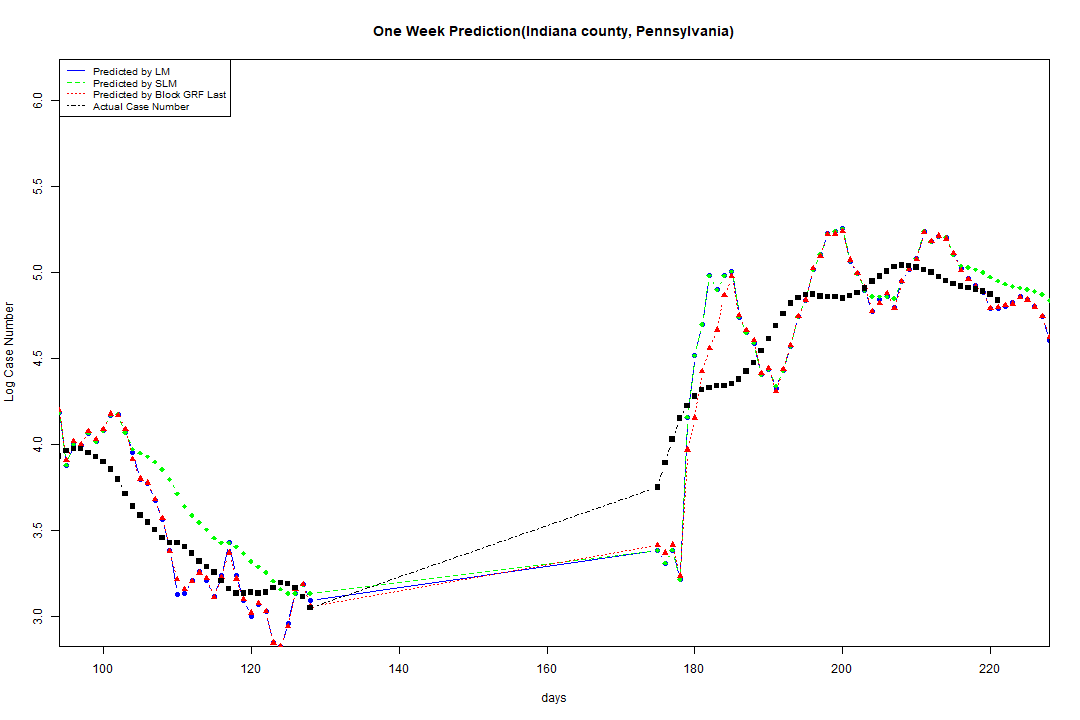 One Week Prediction(Indiana county, Pennsylvania)
Predicted by LM
Predicted by SLM
Predicted by Block GRF Last
Actual Case Number
6.0
5.5
5.0
4.5
4.0
3.5
3.0
Log Case Number
100 120 140 160 180 200 220
days